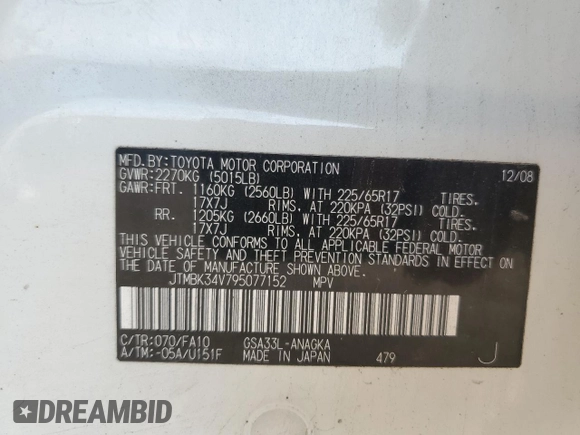 MFD.BY:TOYOTA MOTOR CORPORATION 12/08
GVWR:2270KG (5015LB)
GAWR:FRT. 1160KG (2560LB) WITH 225/65R17 TIRES.
17X7J RIMS, AT 220KPA (32PSI) COLD.
RR. 1205KG (2660LB) WITH 225/65R17 TIRES.
17X7J RIMS, AT 220KPA (32PSI) COLD.
THIS VEHICLE CONFORMS TO ALL APPLICABLE FEDERAL MOTOR
VEHICLE SAFETY AND THEFT PREVENTION STANDARDS IN EFFECT ON
THE DATE OF MANUFACTURE SHOWN ABOVE.
JTMBK34V795077152 MPV
C/TR:070/FA10 GSA33L-ANAGKA
A/TM:-05A/U151F MADE IN JAPAN 479 J
DREAMBID